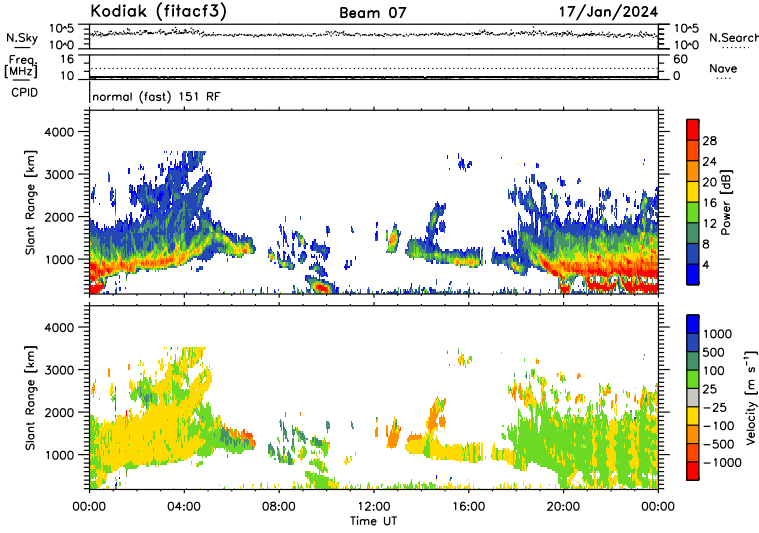 Kodiak (fitacf3) Beam 07 17/Jan/2024
N.Sky 10^5 10^0 10^5 10^0 N.Search
Freq. [MHz] 16 10 60 0 Nave
CPID normal (fast) 151 RF
Slant Range [km] 4000 3000 2000 1000
Power [dB] 28 24 20 16 12 8 4
Slant Range [km] 4000 3000 2000 1000
Velocity [m s⁻¹] 1000 500 100 25 −25 −100 −500 −1000
00:00 04:00 08:00 12:00 16:00 20:00 00:00
Time UT